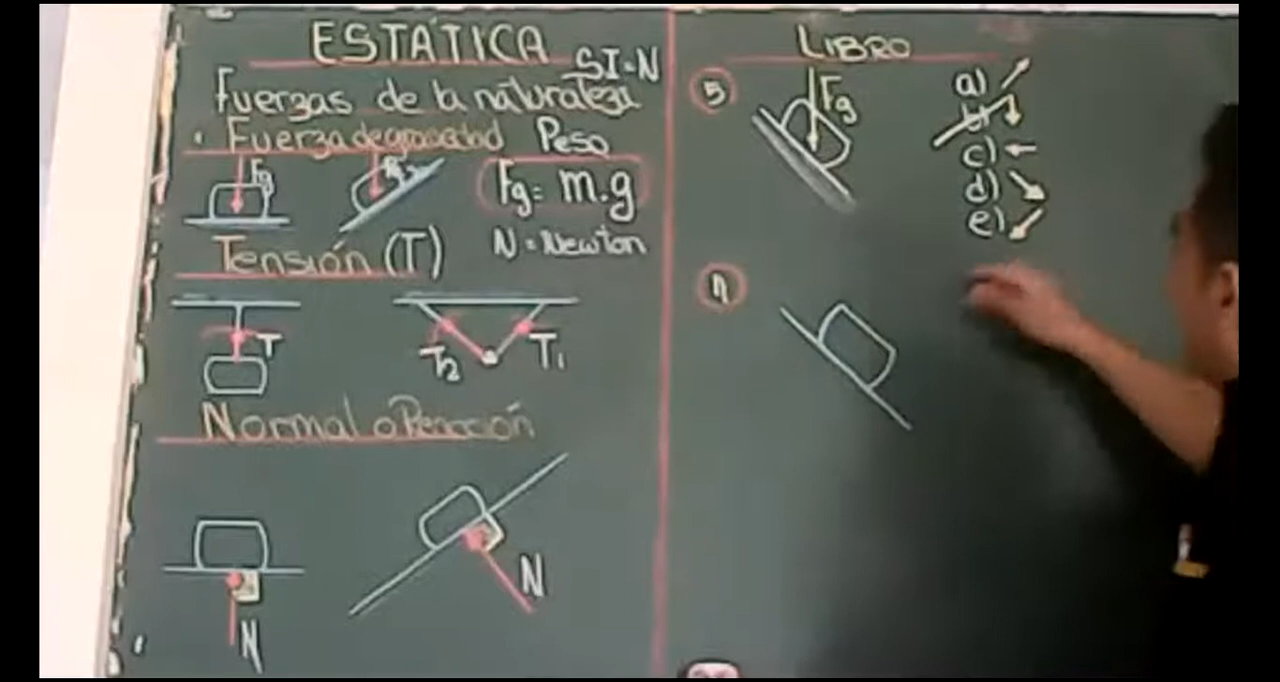 ESTÁTICA
SI=N
Fuerzas de la naturaleza
• Fuerza de gravedad Peso
Fg
Fg
Fg = m.g
N = Newton
Tensión (T)
T
T2
T1
Normal o Reacción
N
N
LIBRO
5
Fg
a)
b)
c)
d)
e)